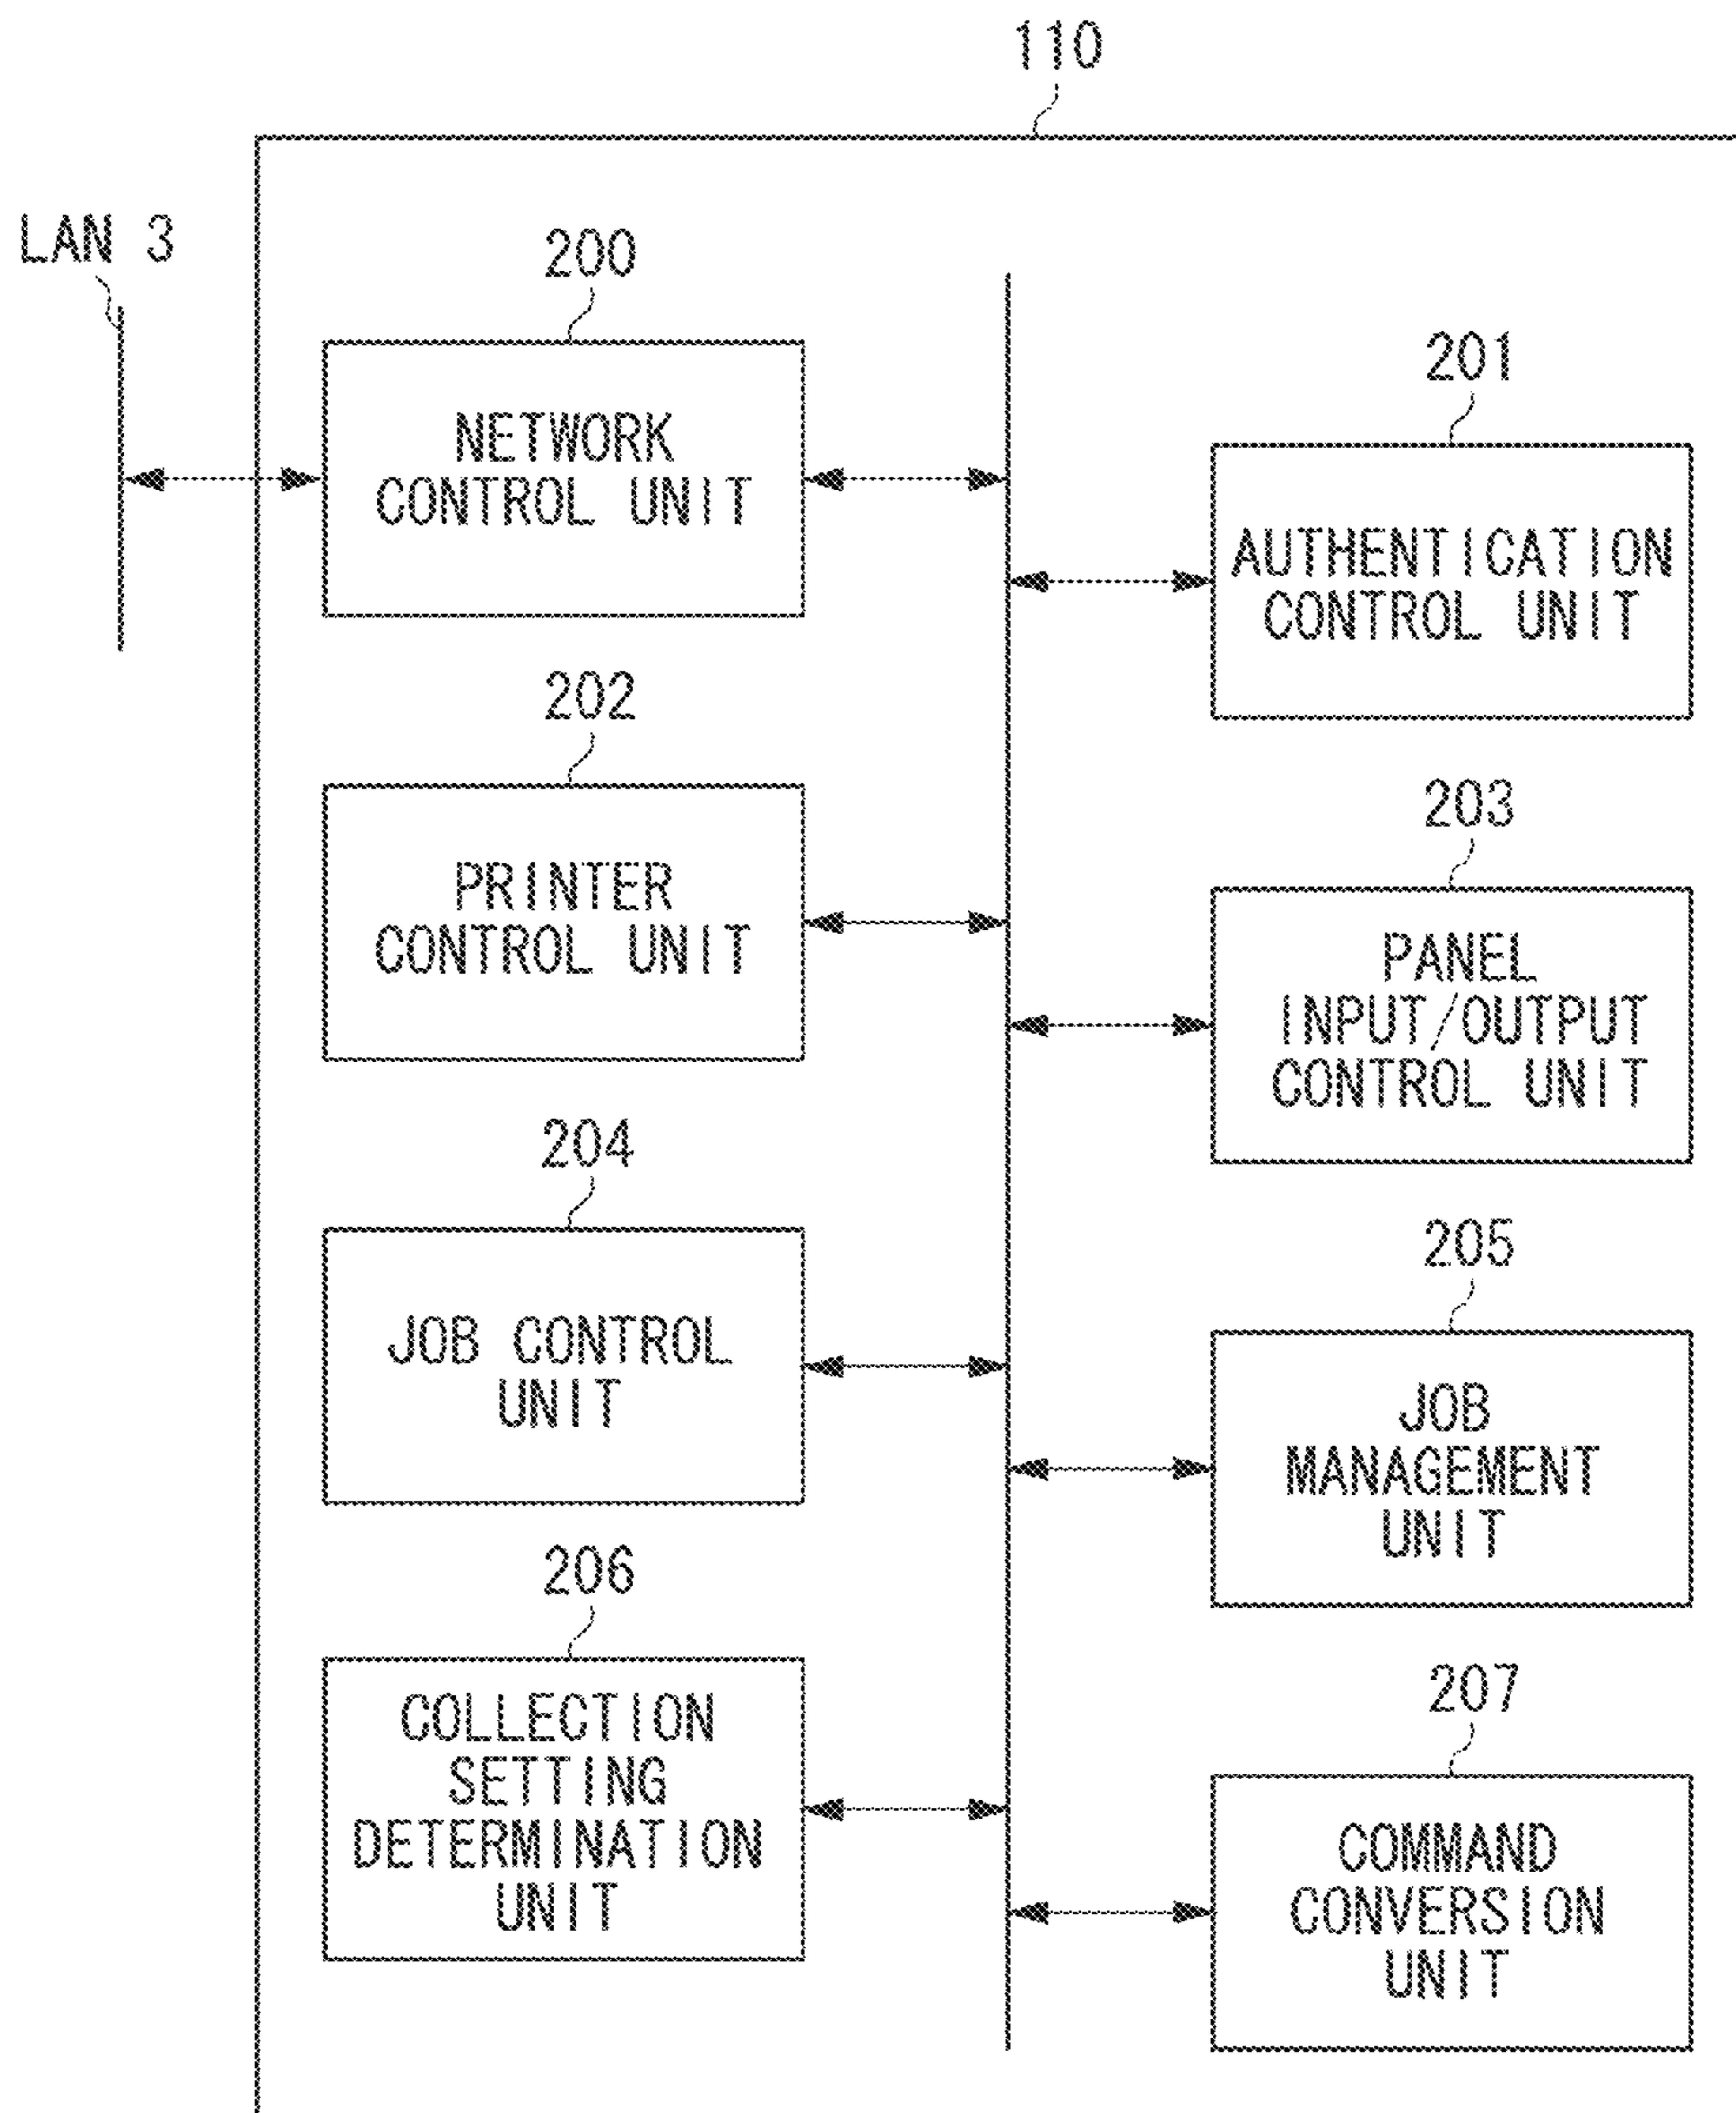 110
LAN 3
200
NETWORK
CONTROL UNIT
201
AUTHENTICATION
CONTROL UNIT
202
PRINTER
CONTROL UNIT
203
PANEL
INPUT/OUTPUT
CONTROL UNIT
204
JOB CONTROL
UNIT
205
JOB
MANAGEMENT
UNIT
206
COLLECTION
SETTING
DETERMINATION
UNIT
207
COMMAND
CONVERSION
UNIT